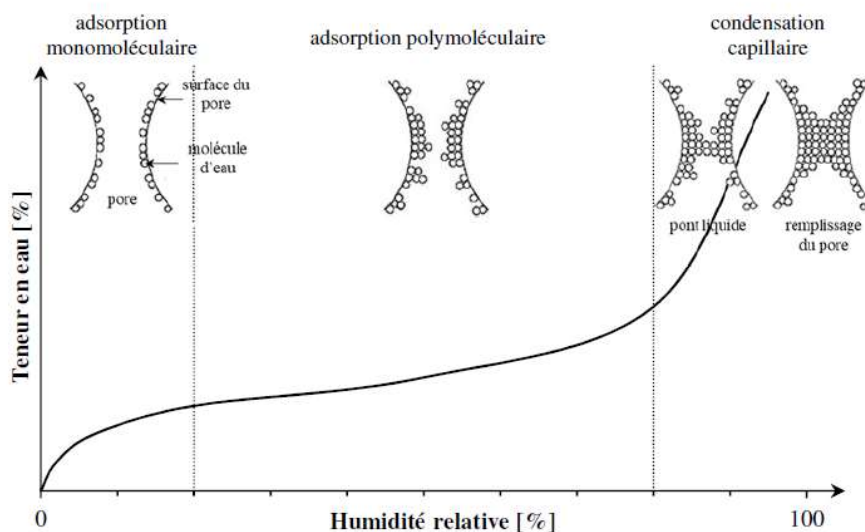 adsorption
monomoléculaire
adsorption polymoléculaire
condensation
capillaire
surface du
pore
molécule
d'eau
pore
pont liquide
remplissage
du pore
Teneur en eau [%]
0
Humidité relative [%]
100